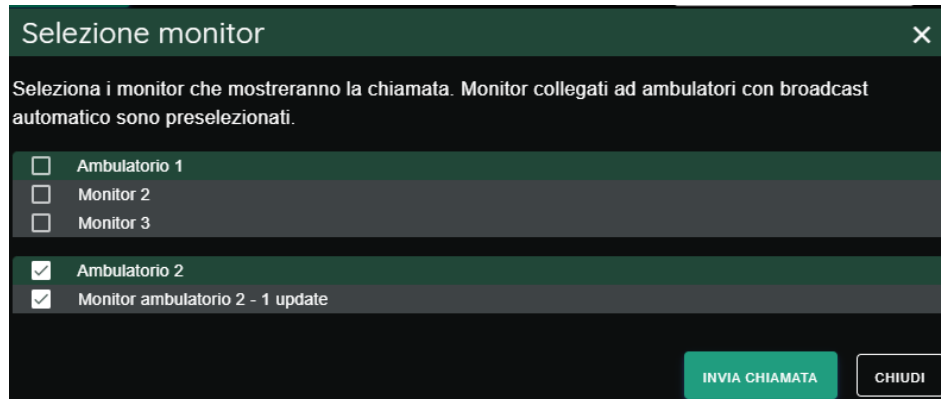 Selezione monitor
Seleziona i monitor che mostreranno la chiamata. Monitor collegati ad ambulatori con broadcast
automatico sono preselezionati.
Ambulatorio 1
Monitor 2
Monitor 3
Ambulatorio 2
Monitor ambulatorio 2 - 1 update
INVIA CHIAMATA
CHIUDI